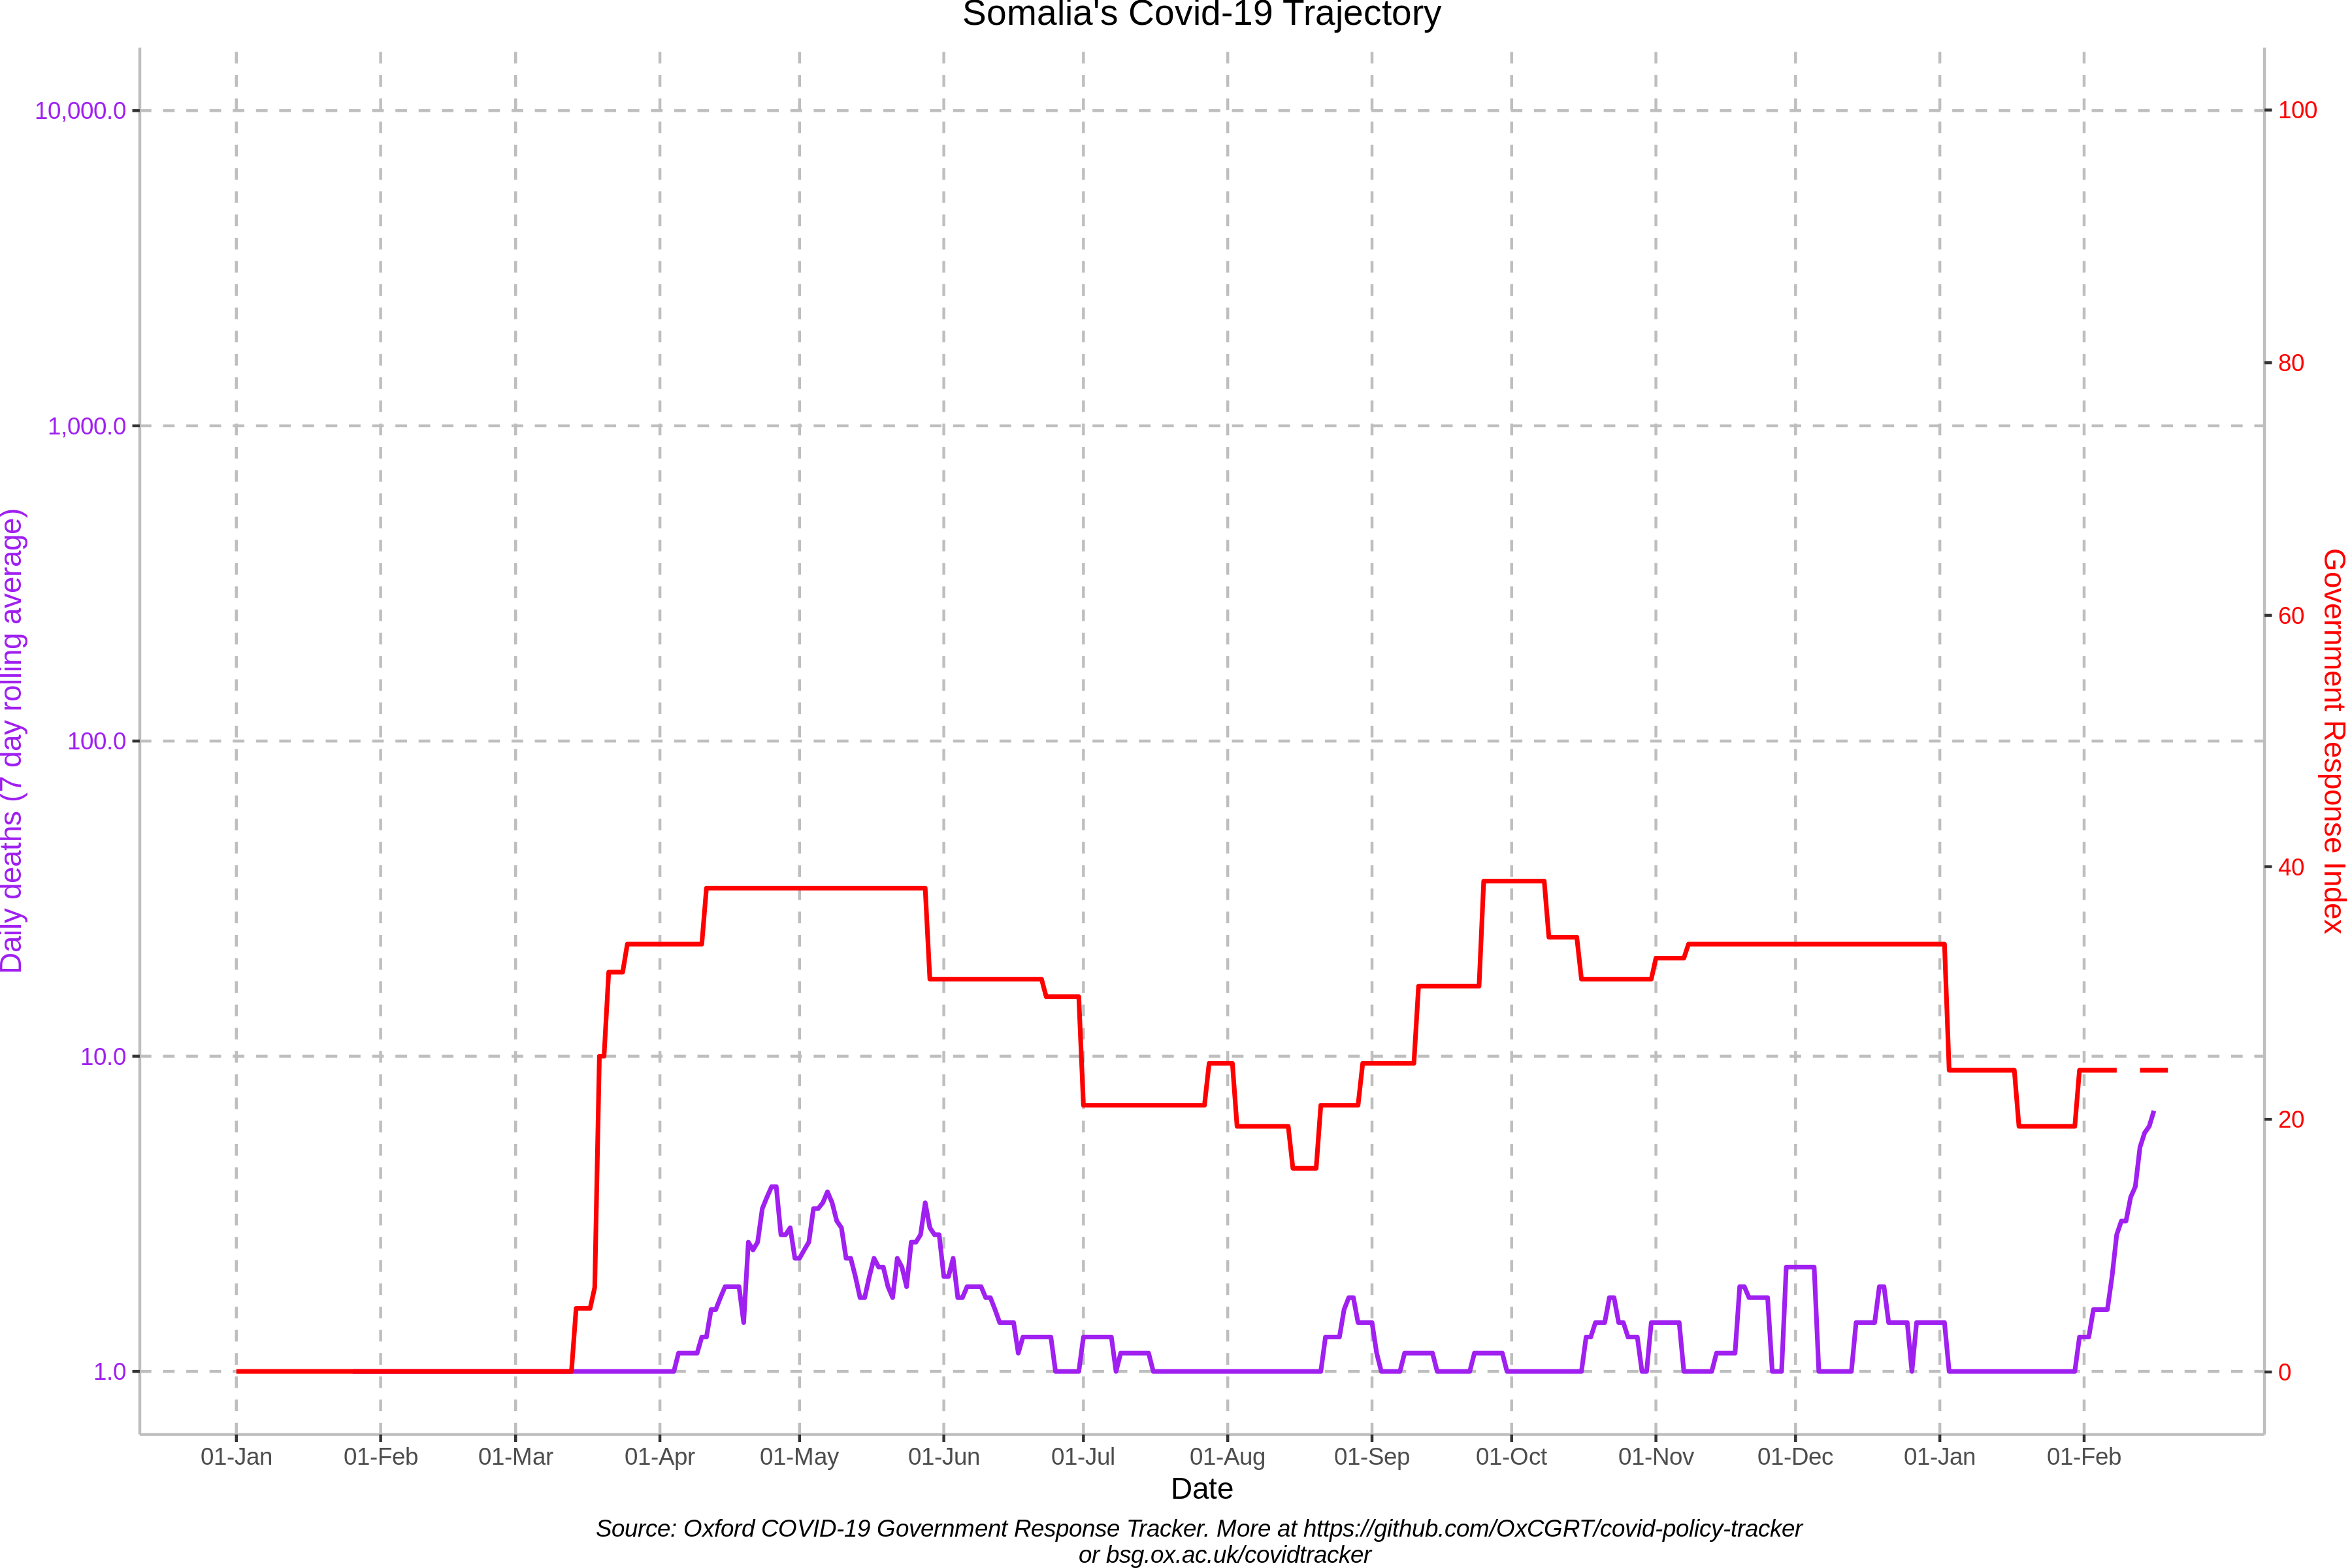 Somalia's Covid-19 Trajectory
10,000.0
1,000.0
100.0
10.0
1.0
Daily deaths (7 day rolling average)
100
80
60
40
20
0
Government Response Index
01-Jan 01-Feb 01-Mar 01-Apr 01-May 01-Jun 01-Jul 01-Aug 01-Sep 01-Oct 01-Nov 01-Dec 01-Jan 01-Feb
Date
Source: Oxford COVID-19 Government Response Tracker. More at https://github.com/OxCGRT/covid-policy-tracker
or bsg.ox.ac.uk/covidtracker